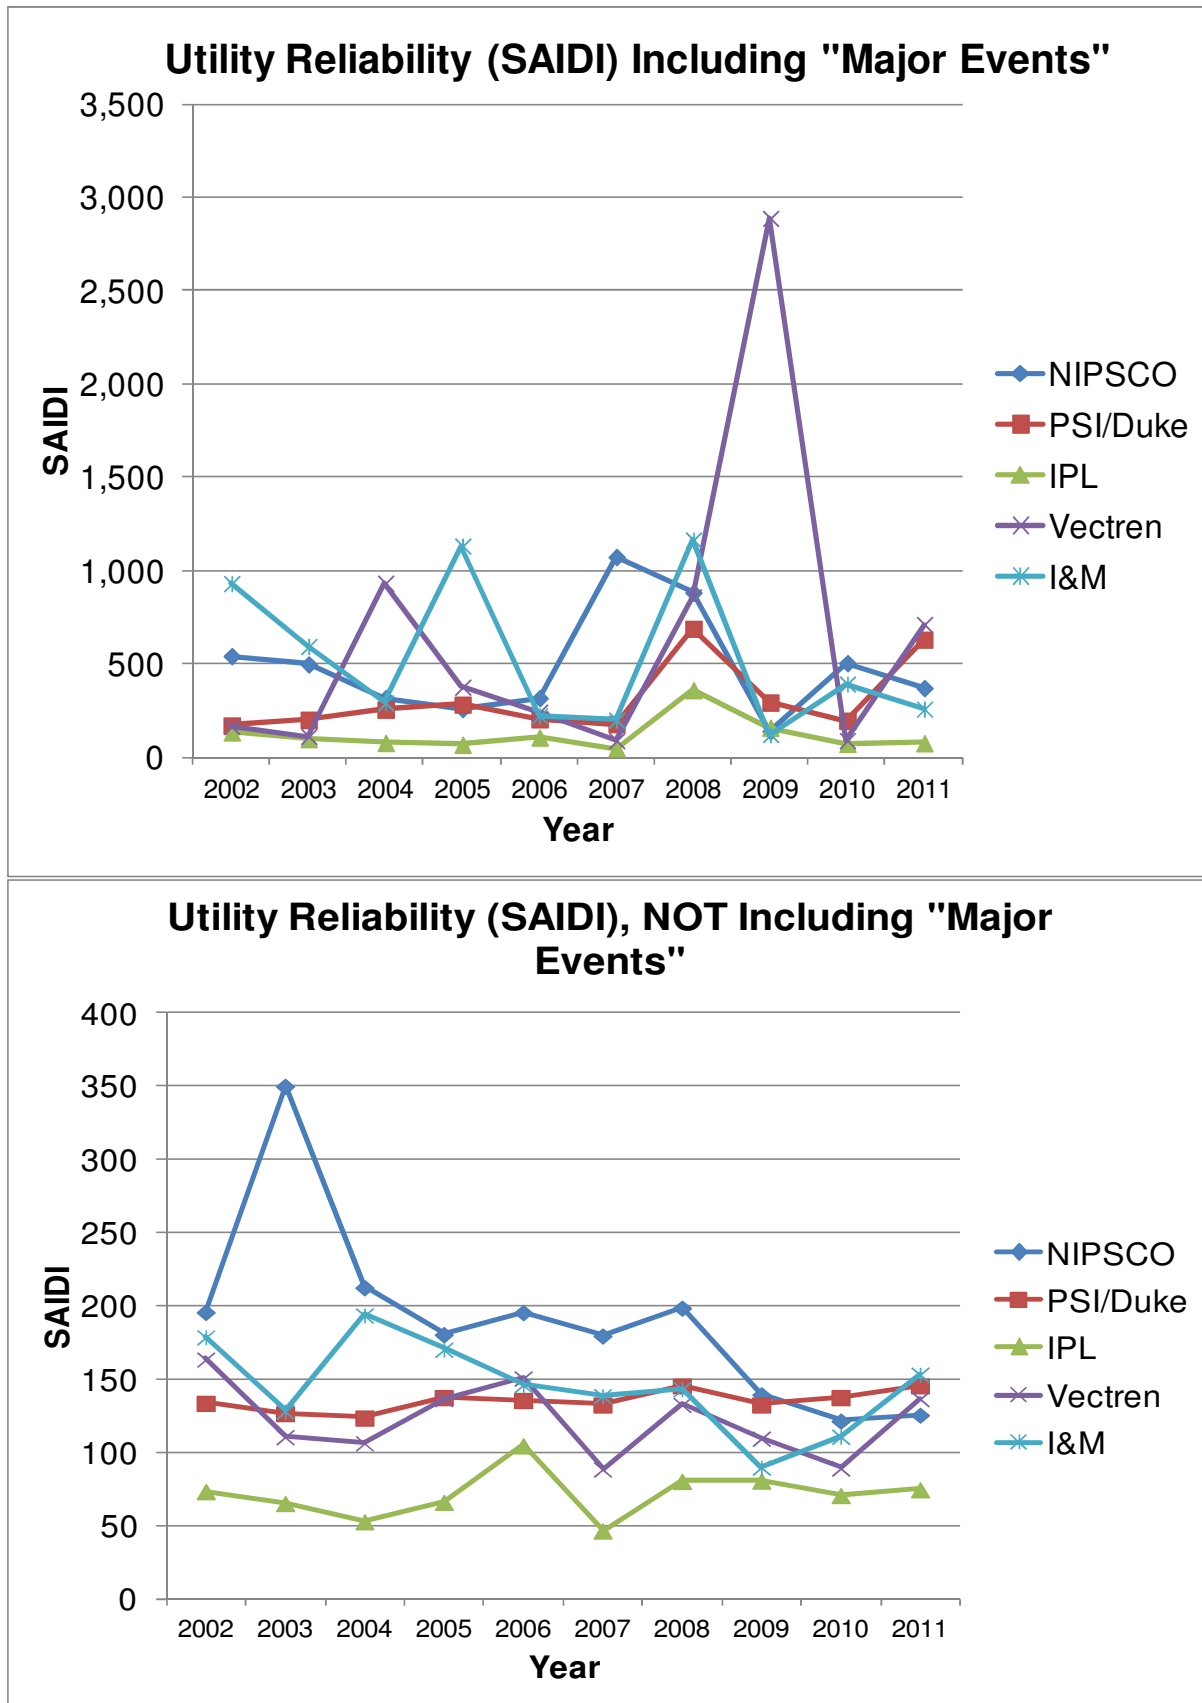 Utility Reliability (SAIDI) Including "Major Events"
3,500
3,000
2,500
2,000
1,500
1,000
500
0
SAIDI
2002 2003 2004 2005 2006 2007 2008 2009 2010 2011
Year
NIPSCO
PSI/Duke
IPL
Vectren
I&M
Utility Reliability (SAIDI), NOT Including "Major
Events"
400
350
300
250
200
150
100
50
0
SAIDI
2002 2003 2004 2005 2006 2007 2008 2009 2010 2011
Year
NIPSCO
PSI/Duke
IPL
Vectren
I&M